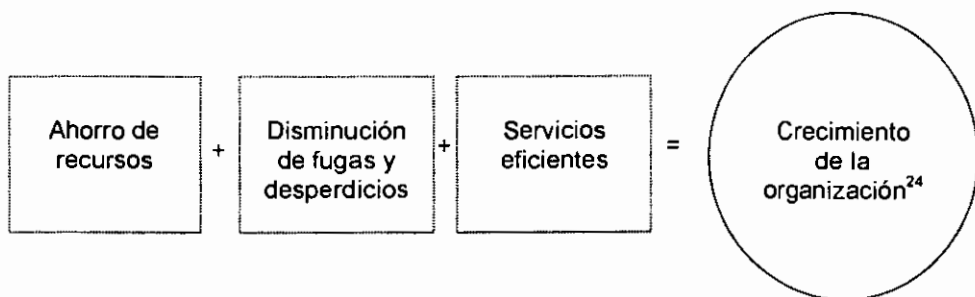 Ahorro de
recursos
+
Disminución
de fugas y
desperdicios
+
Servicios
eficientes
=
Crecimiento
de la
organización24